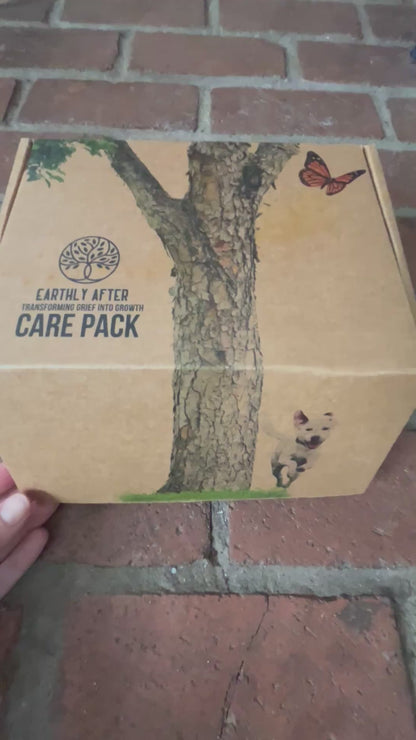 EARTHLY AFTER
TRANSFORMING GRIEF INTO GROWTH
CARE PACK